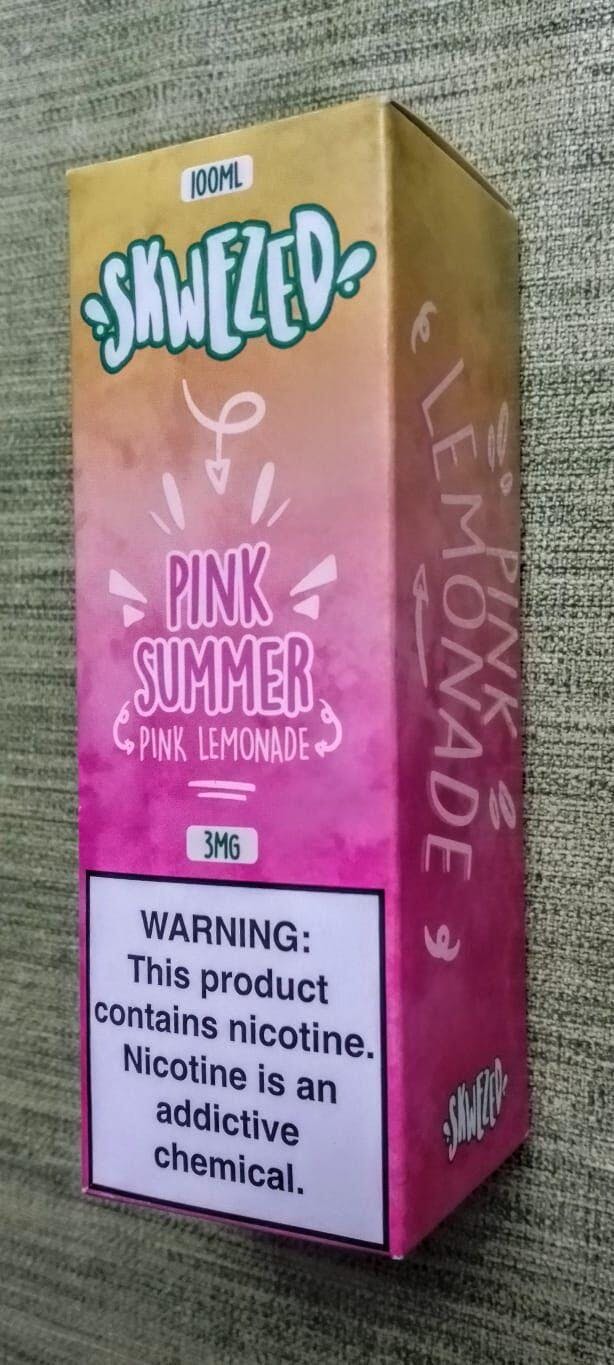 100ML
SKWEZED
PINK
SUMMER
PINK LEMONADE
3MG
WARNING:
This product
contains nicotine.
Nicotine is an
addictive
chemical.
PINK
LEMONADE
SKWEZED